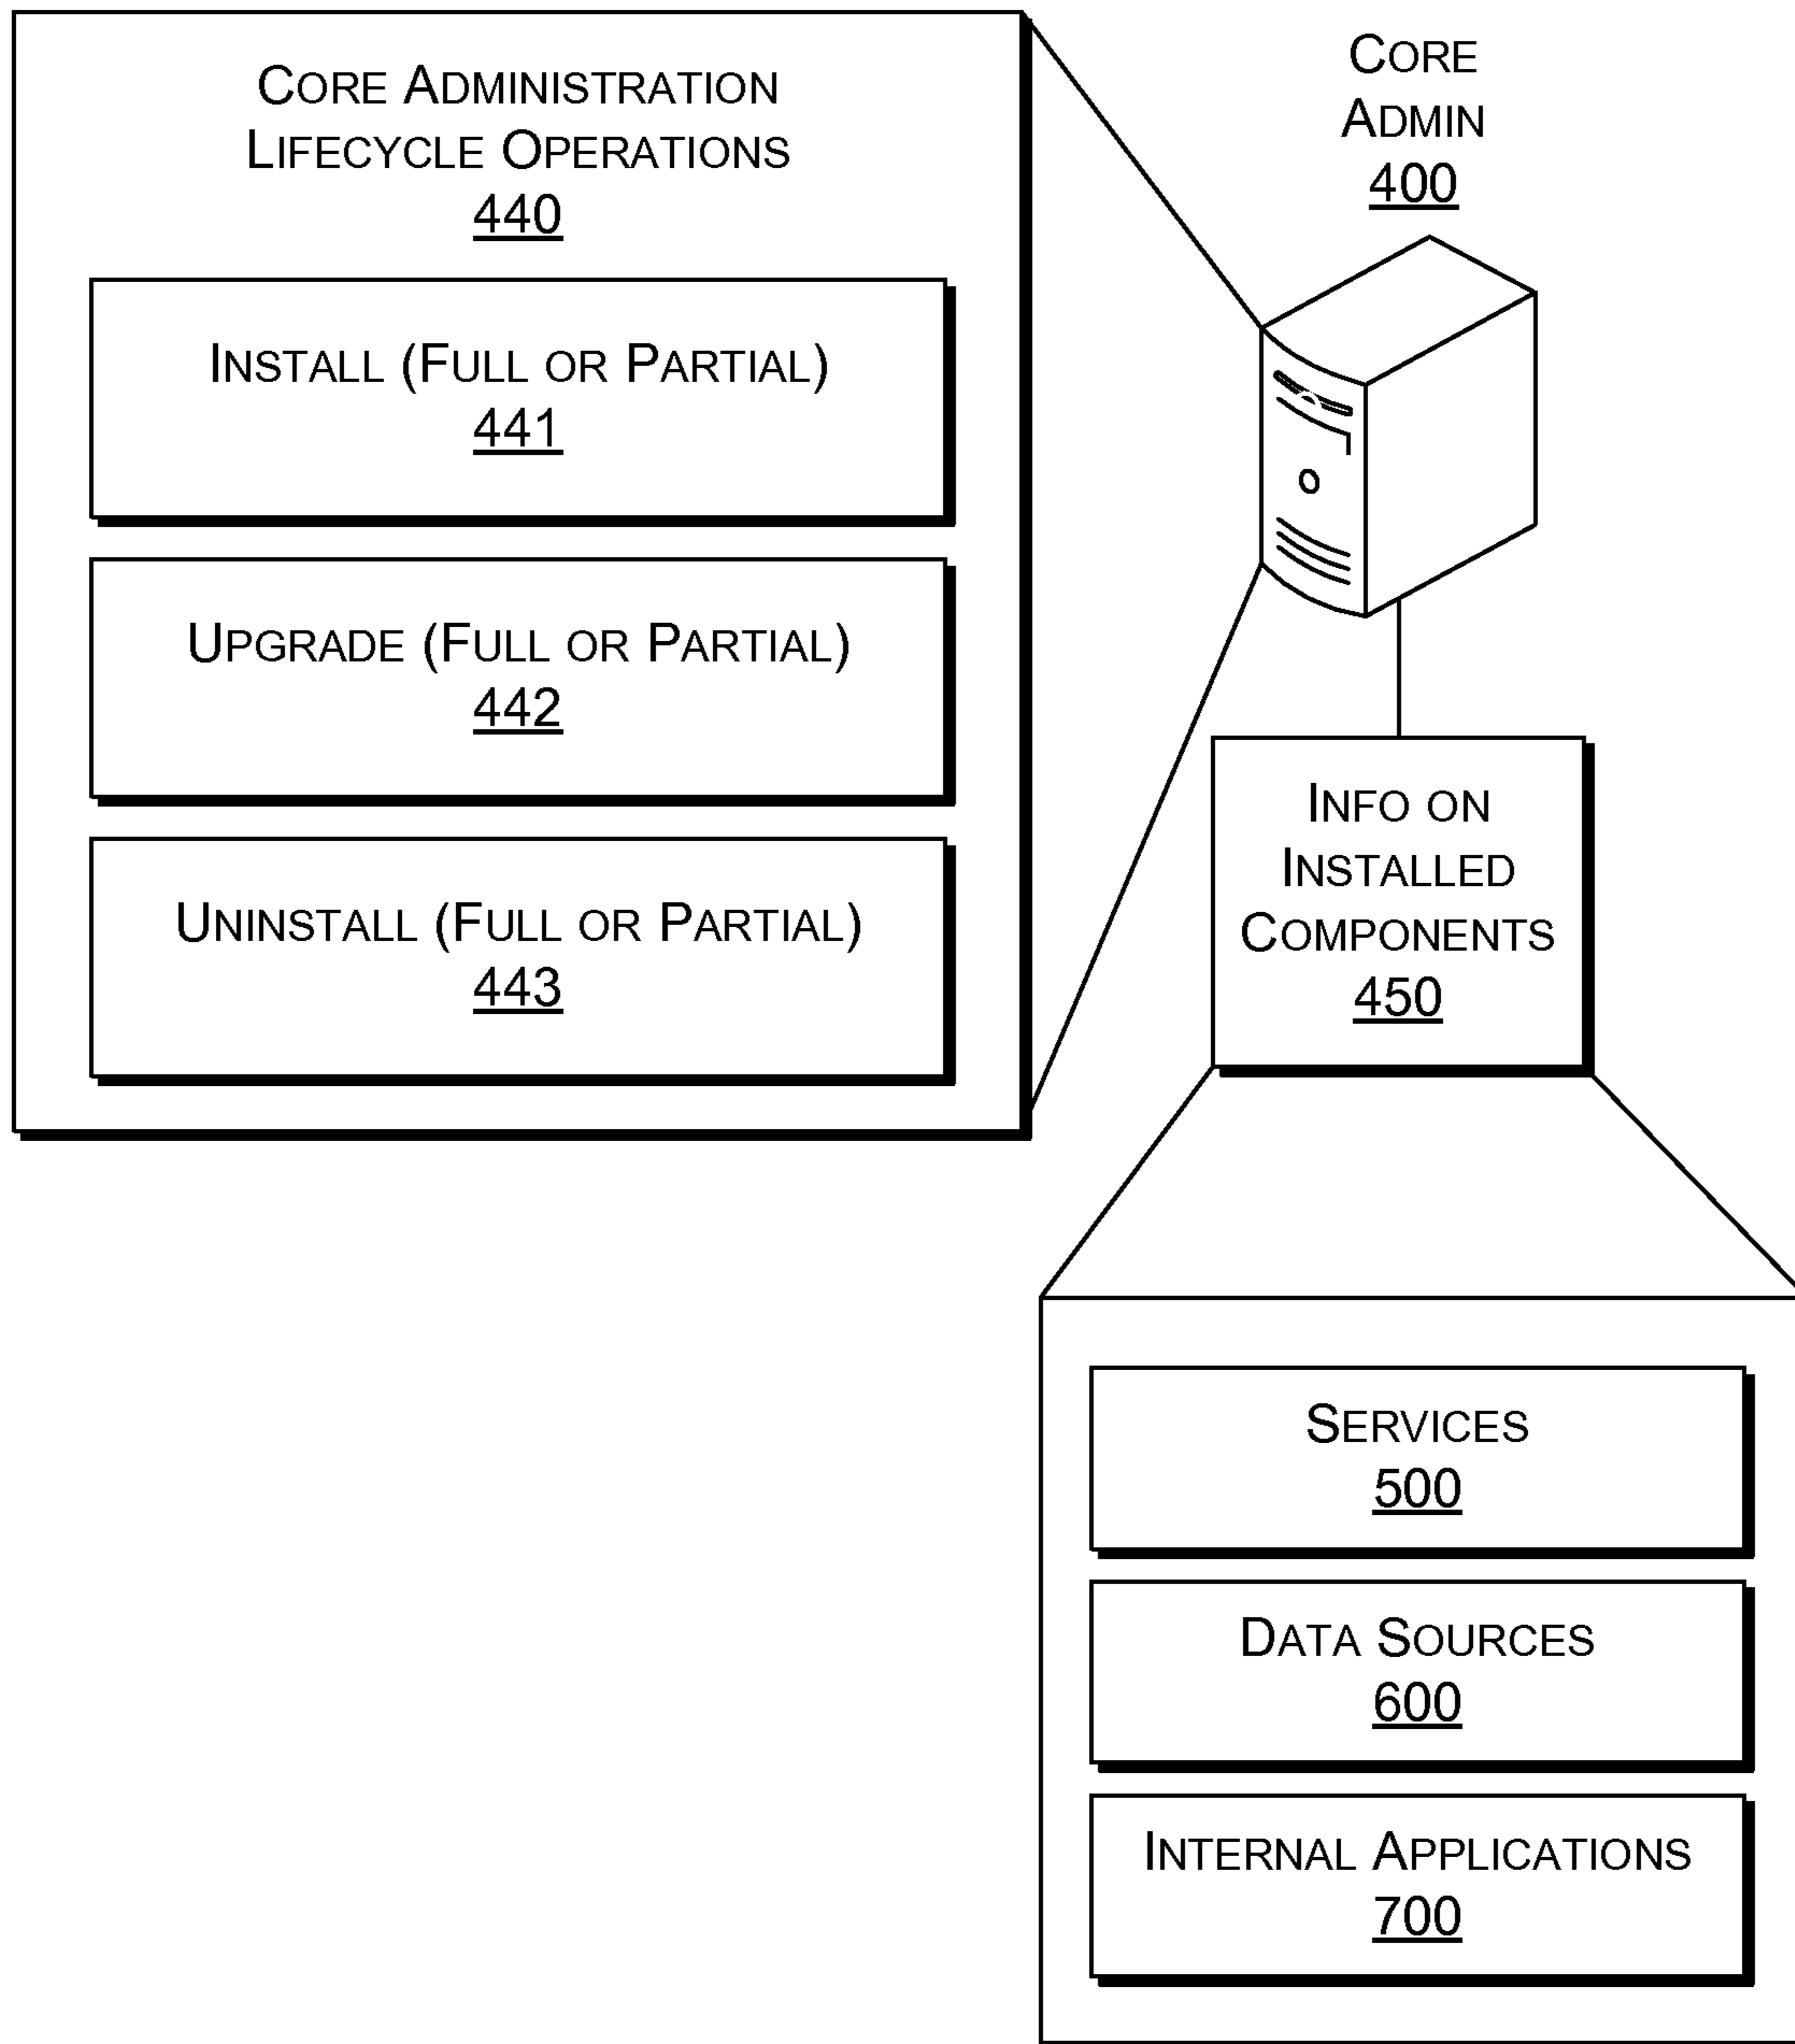 Core Administration
Lifecycle Operations
440
Install (Full or Partial)
441
Upgrade (Full or Partial)
442
Uninstall (Full or Partial)
443
Core
Admin
400
Info on
Installed
Components
450
Services
500
Data Sources
600
Internal Applications
700